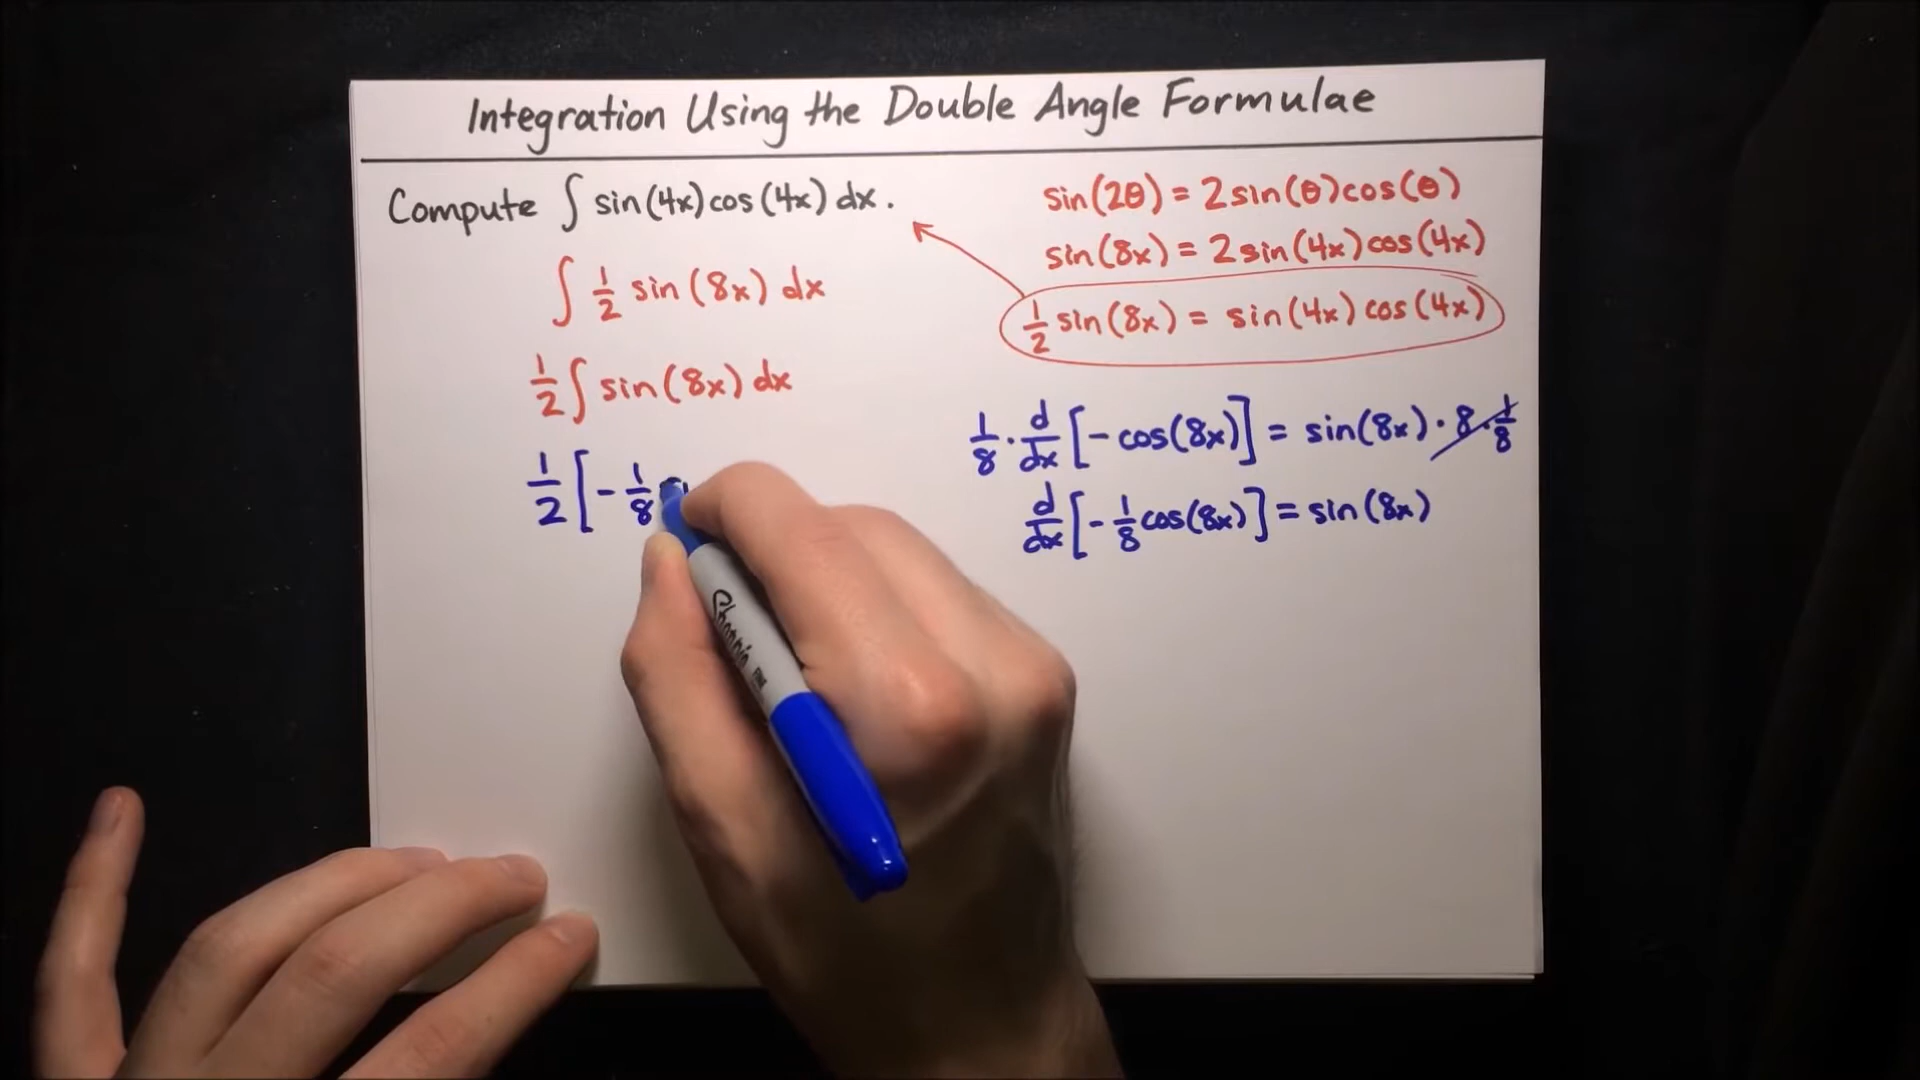 Integration Using the Double Angle Formulae
Compute ∫ sin(4x)cos(4x) dx.
∫ 1/2 sin(8x) dx
1/2 ∫ sin(8x) dx
1/2 [ - 1/8
sin(2θ) = 2sin(θ)cos(θ)
sin(8x) = 2sin(4x)cos(4x)
1/2 sin(8x) = sin(4x)cos(4x)
1/8 · d/dx [ - cos(8x) ] = sin(8x) · 8 · 1/8
d/dx [ - 1/8 cos(8x) ] = sin(8x)
Sharpie
FINE